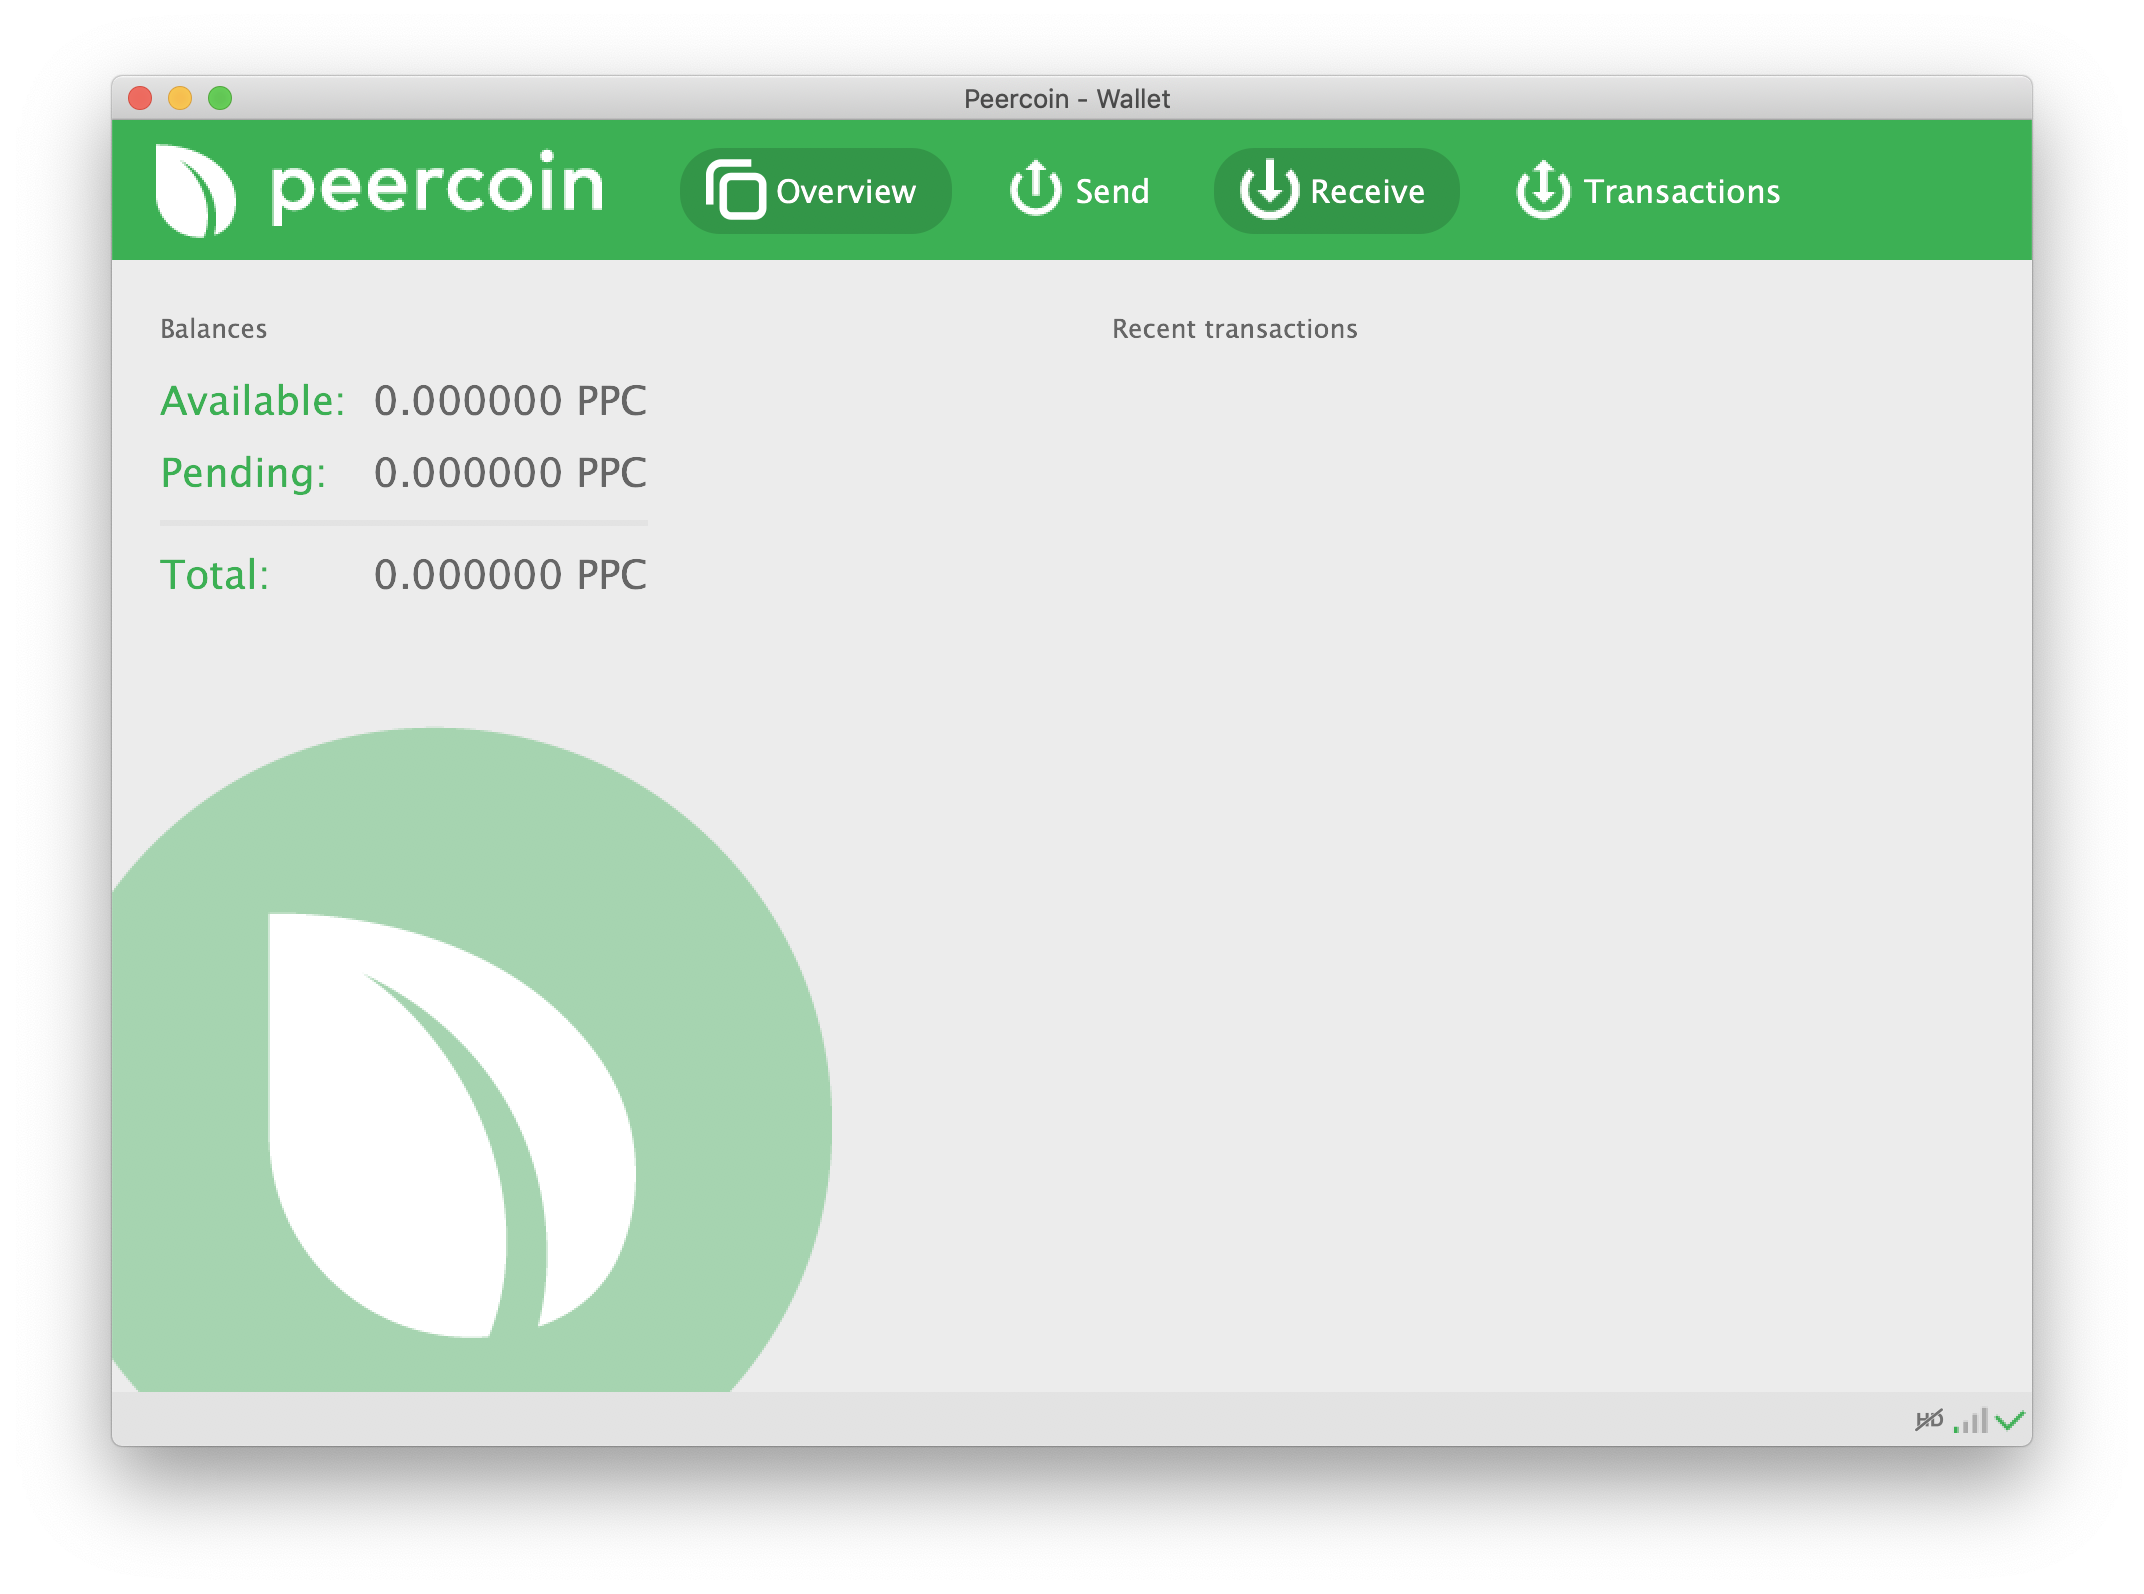 Peercoin - Wallet
peercoin Overview Send Receive Transactions
Balances
Available: 0.000000 PPC
Pending: 0.000000 PPC
Total: 0.000000 PPC
Recent transactions
HD